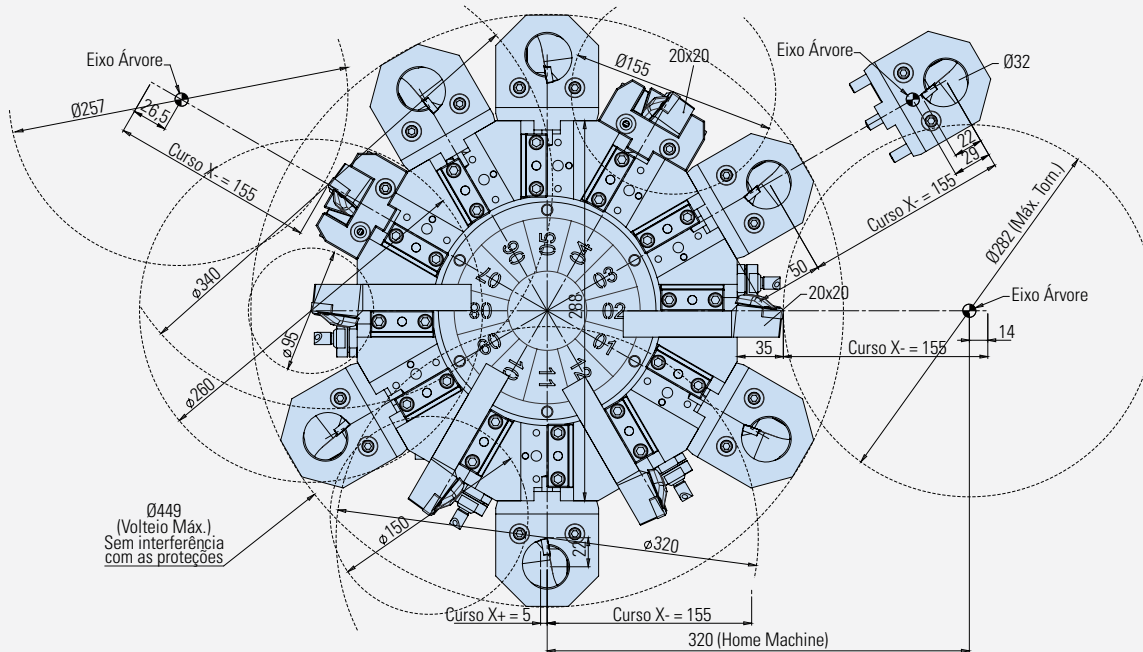 Eixo Árvore
Ø257
26,5
Curso X- = 155
Ø155
20x20
Eixo Árvore
Ø32
22
29
Curso X- = 155
Ø282 (Máx. Torn.)
50
20x20
Eixo Árvore
14
35
Curso X- = 155
ø340
ø95
ø260
288
05
04
03
02
01
12
11
10
09
08
07
06
Ø449
(Volteio Máx.)
Sem interferência
com as proteções
ø150
ø320
22
Curso X+ = 5
Curso X- = 155
320 (Home Machine)